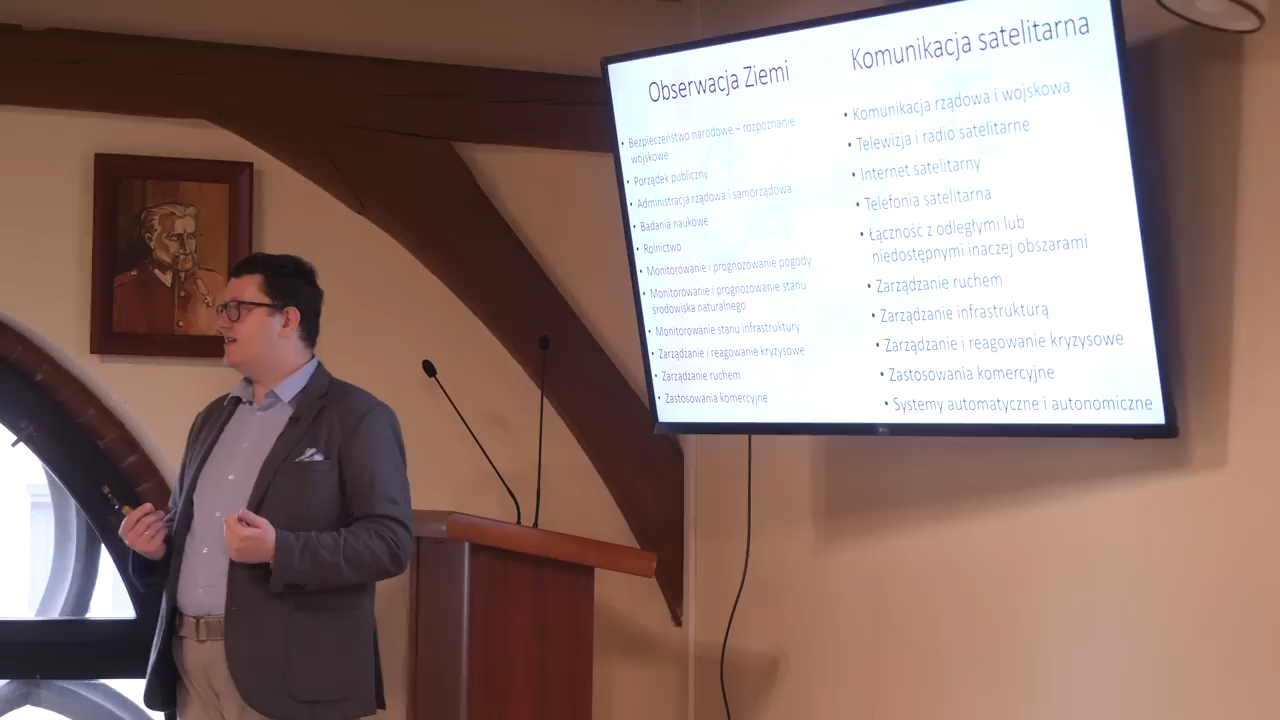 Obserwacja Ziemi
• Bezpieczeństwo narodowe – rozpoznanie
wojskowe
• Porządek publiczny
• Administracja rządowa i samorządowa
• Badania naukowe
• Rolnictwo
• Monitorowanie i prognozowanie pogody
• Monitorowanie i prognozowanie stanu
środowiska naturalnego
• Monitorowanie stanu infrastruktury
• Zarządzanie i reagowanie kryzysowe
• Zarządzanie ruchem
• Zastosowania komercyjne
Komunikacja satelitarna
• Komunikacja rządowa i wojskowa
• Telewizja i radio satelitarne
• Internet satelitarny
• Telefonia satelitarna
• Łączność z odległymi lub
niedostępnymi inaczej obszarami
• Zarządzanie ruchem
• Zarządzanie infrastrukturą
• Zarządzanie i reagowanie kryzysowe
• Zastosowania komercyjne
• Systemy automatyczne i autonomiczne